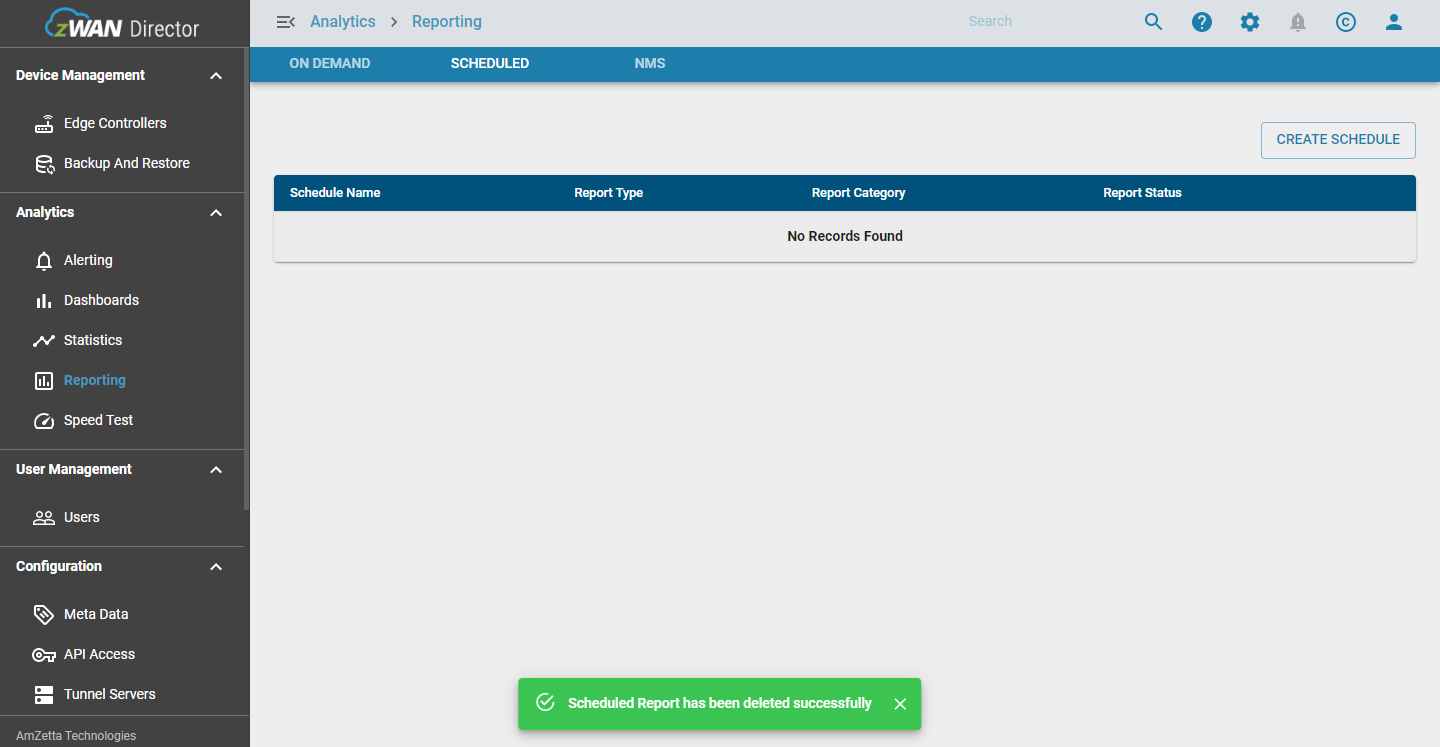 zWAN Director
Analytics > Reporting
Search
ON DEMAND SCHEDULED NMS
Device Management
Edge Controllers
Backup And Restore
Analytics
Alerting
Dashboards
Statistics
Reporting
Speed Test
User Management
Users
Configuration
Meta Data
API Access
Tunnel Servers
AmZetta Technologies
CREATE SCHEDULE
Schedule Name Report Type Report Category Report Status
No Records Found
Scheduled Report has been deleted successfully